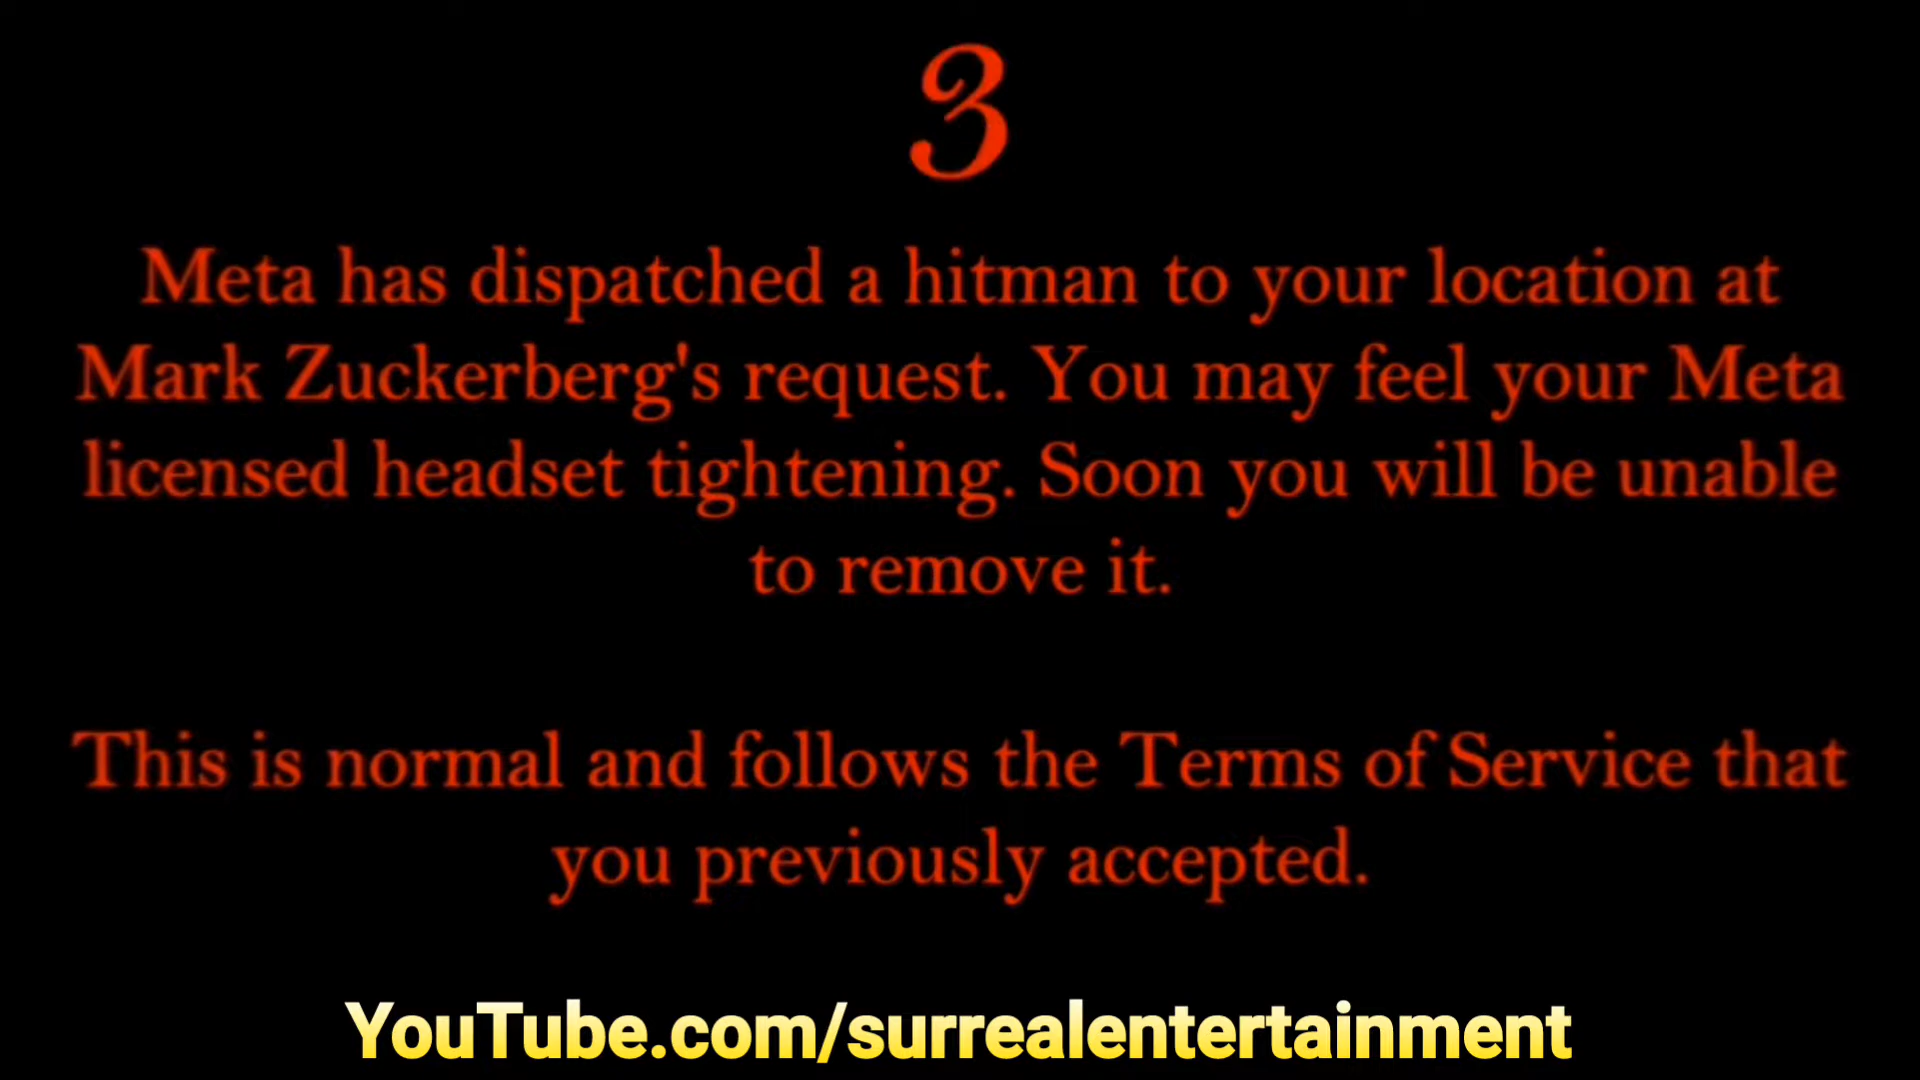 3
Meta has dispatched a hitman to your location at
Mark Zuckerberg's request. You may feel your Meta
licensed headset tightening. Soon you will be unable
to remove it.
This is normal and follows the Terms of Service that
you previously accepted.
YouTube.com/surrealentertainment